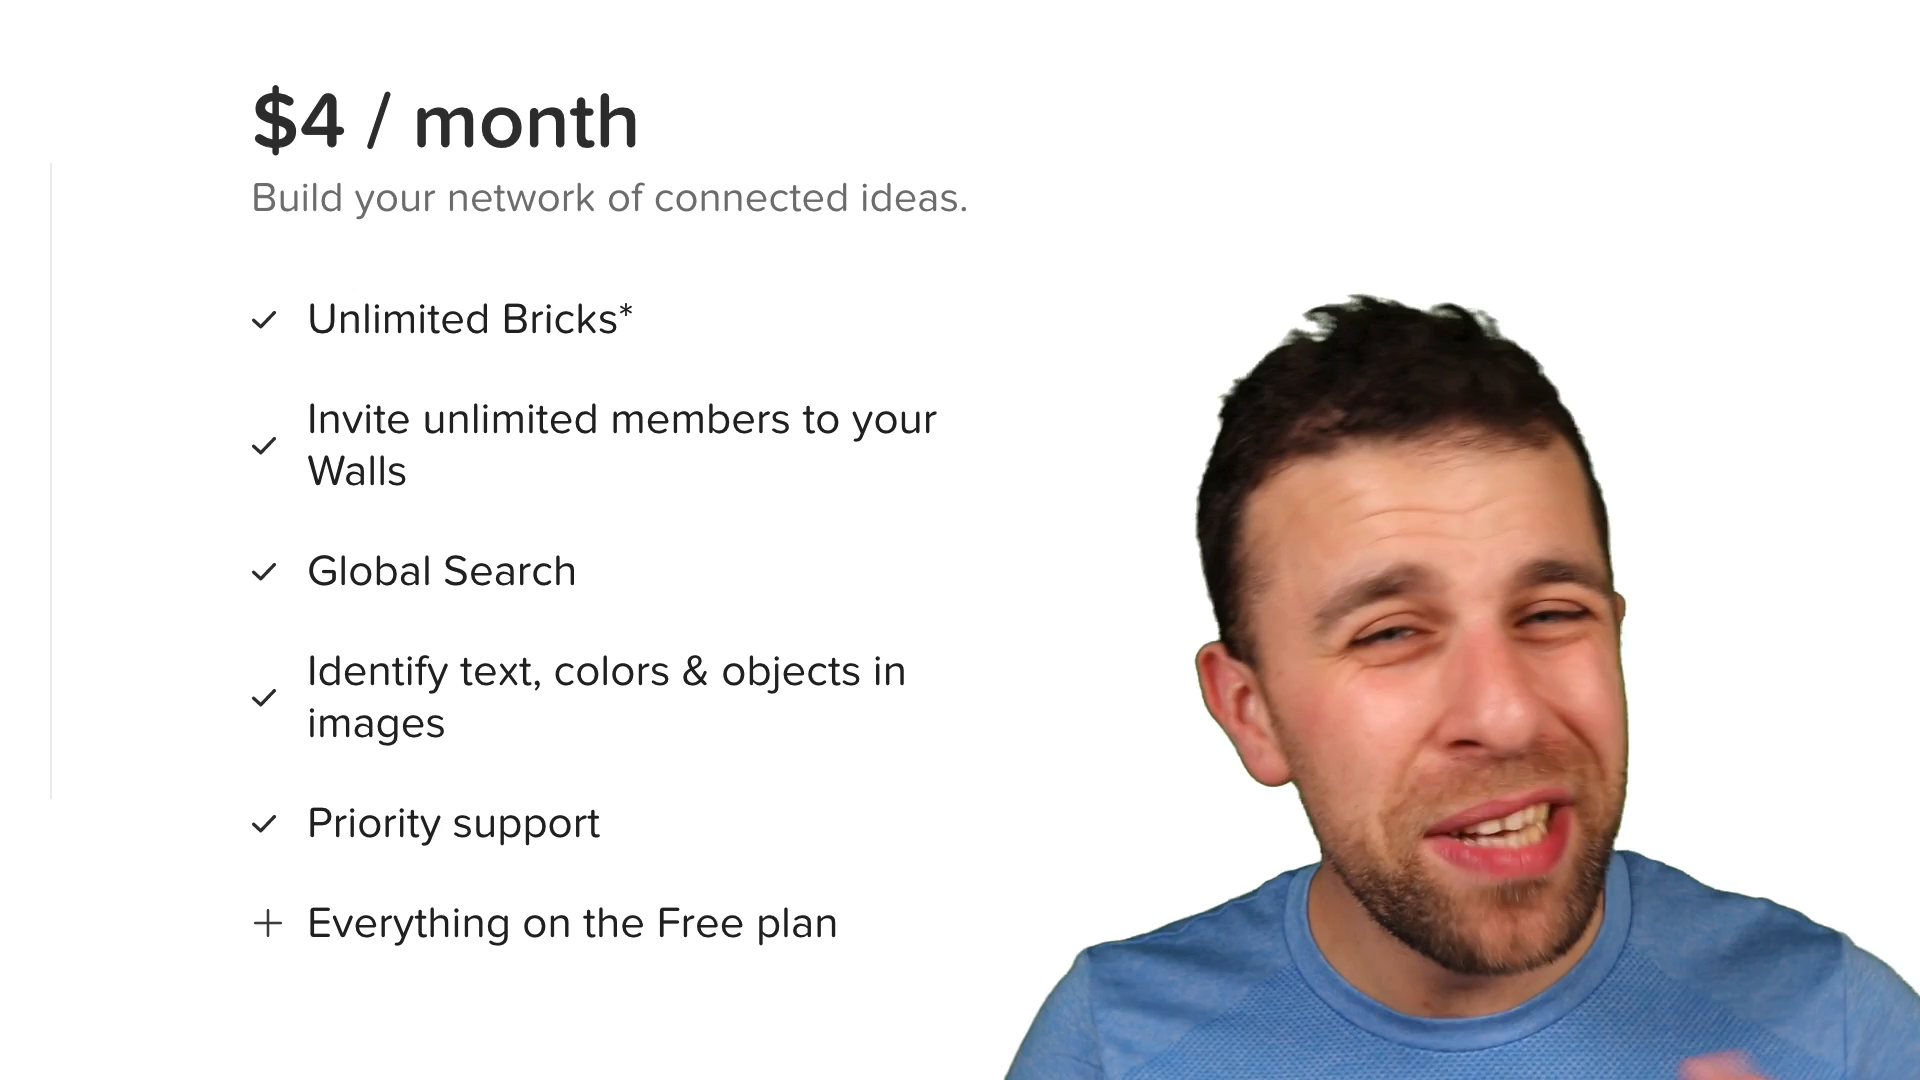 $4 / month
Build your network of connected ideas.
Unlimited Bricks*
Invite unlimited members to your
Walls
Global Search
Identify text, colors & objects in
images
Priority support
Everything on the Free plan